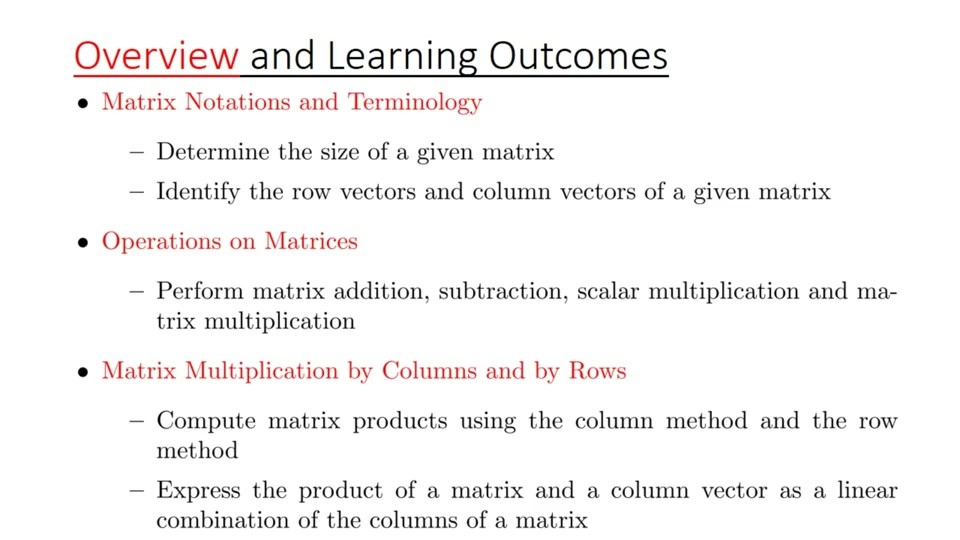 Overview and Learning Outcomes
• Matrix Notations and Terminology
– Determine the size of a given matrix
– Identify the row vectors and column vectors of a given matrix
• Operations on Matrices
– Perform matrix addition, subtraction, scalar multiplication and ma-
trix multiplication
• Matrix Multiplication by Columns and by Rows
– Compute matrix products using the column method and the row
method
– Express the product of a matrix and a column vector as a linear
combination of the columns of a matrix